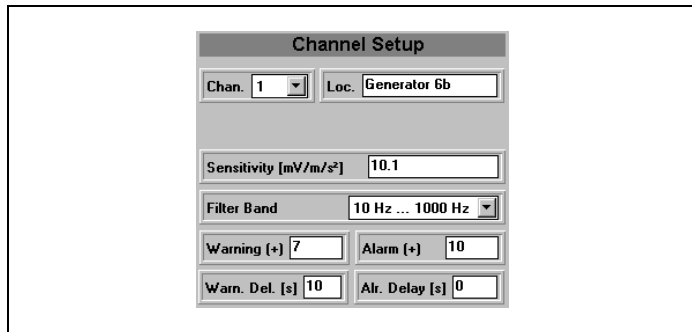 Channel Setup
Chan. 1 Loc. Generator 6b
Sensitivity [mV/m/s²] 10.1
Filter Band 10 Hz ... 1000 Hz
Warning (+) 7 Alarm (+) 10
Warn. Del. [s] 10 Alr. Delay [s] 0